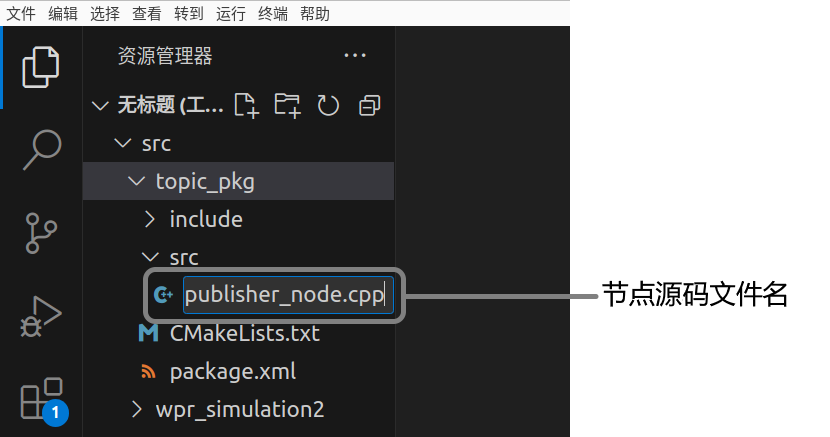 文件 编辑 选择 查看 转到 运行 终端 帮助
资源管理器 ···
无标题 (工...
src
topic_pkg
include
src
publisher_node.cpp
节点源码文件名
CMakeLists.txt
package.xml
wpr_simulation2
1